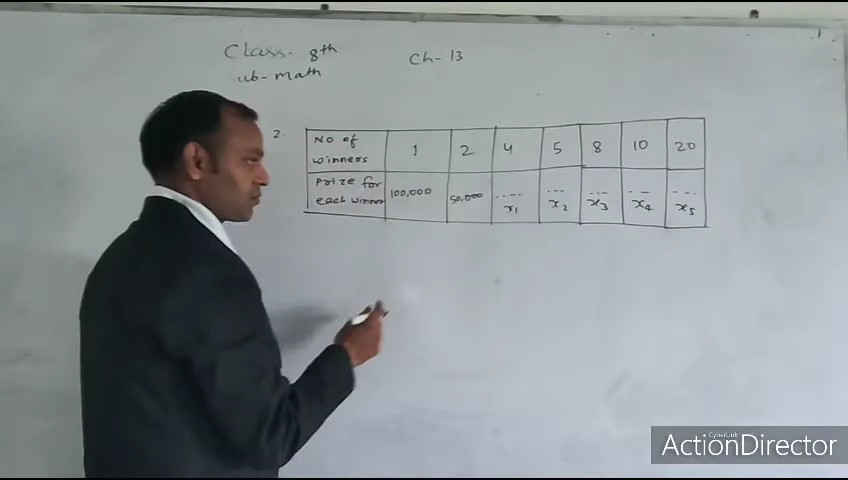 Class- 8th
ub- math
Ch- 13
2.
No of winners 1 2 4 5 8 10 20
Prize for each winner 100,000 50,000 .... x1 ... x2 ... x3 ... x4 ... x5
CyberLink
ActionDirector